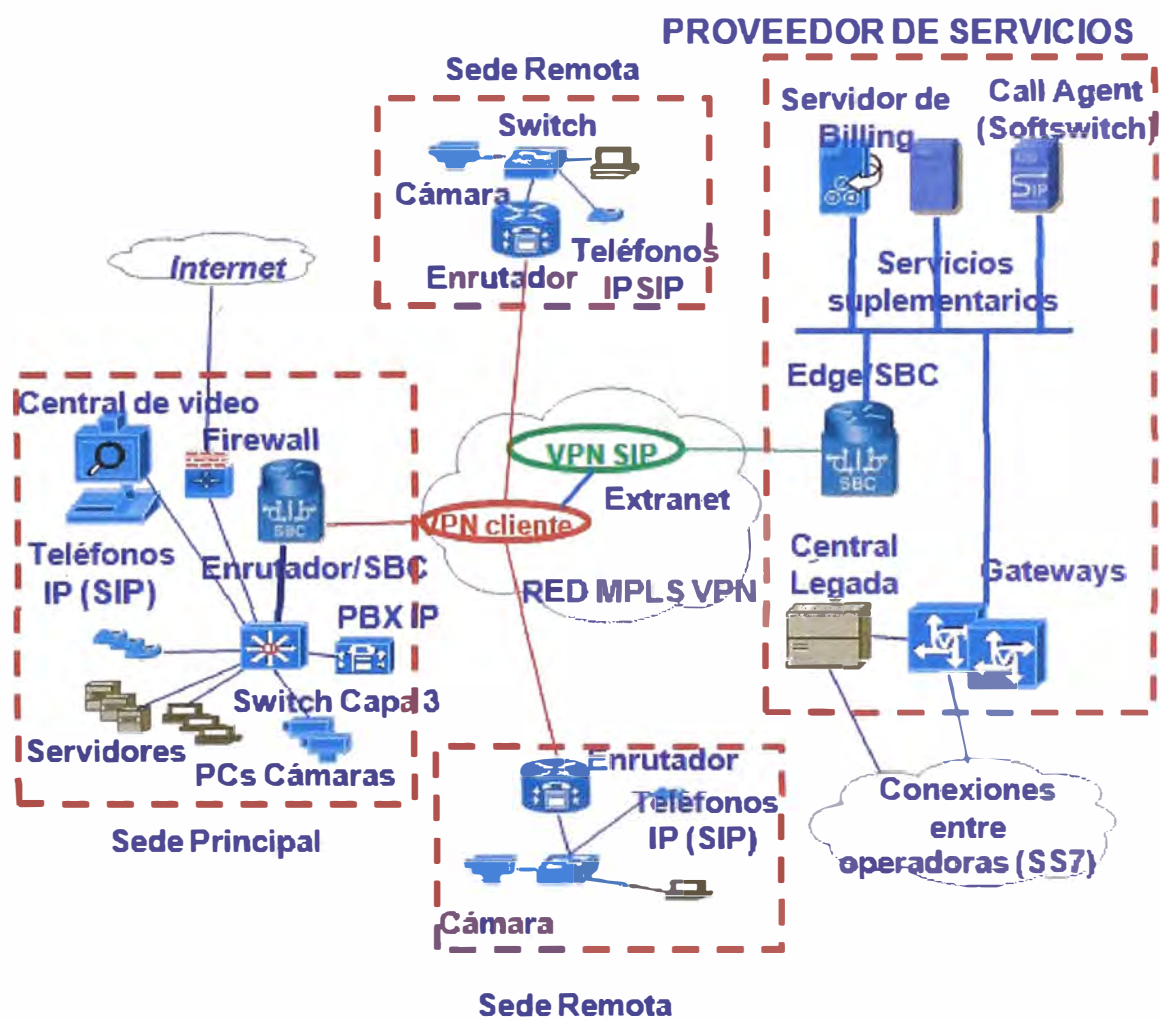 PROVEEDOR DE SERVICIOS
Sede Remota
Switch
Cámara
Enrutador
Teléfonos
IP SIP
Internet
Servidor de
Billing
Call Agent
(Softswitch)
SIP
Servicios
suplementarios
Edge/SBC
SBC
Central
Legada
Gateways
Conexiones
entre
operadoras (SS7)
Central de video
Firewall
SBC
Enrutador/SBC
Teléfonos
IP (SIP)
PBX IP
Switch Capa 3
Servidores
PCs Cámaras
Sede Principal
VPN SIP
Extranet
VPN cliente
RED MPLS VPN
Enrutador
Teléfonos
IP (SIP)
Cámara
Sede Remota